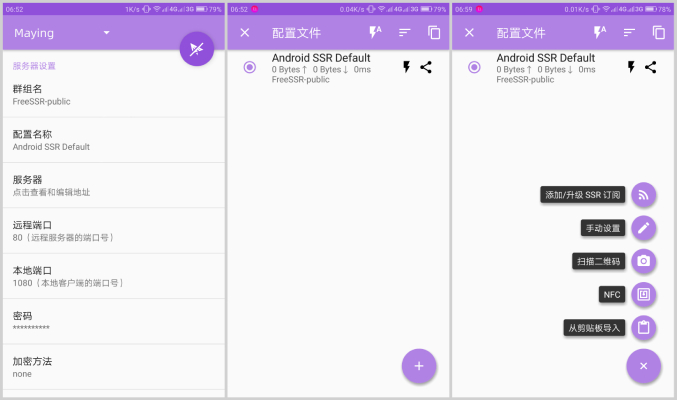 06:52
1K/s
4G 4G
79%
Maying
服务器设置
群组名
FreeSSR-public
配置名称
Android SSR Default
服务器
点击查看和编辑地址
远程端口
80（远程服务器的端口号）
本地端口
1080（本地客户端的端口号）
密码
**********
加密方法
none
06:52
0.04K/s
4G 3G
79%
配置文件
A
Android SSR Default
0 Bytes↑ 0 Bytes↓ 0ms
FreeSSR-public
06:59
0.01K/s
4G 3G
78%
配置文件
A
Android SSR Default
0 Bytes↑ 0 Bytes↓ 0ms
FreeSSR-public
添加/升级 SSR 订阅
手动设置
扫描二维码
NFC
从剪贴板导入